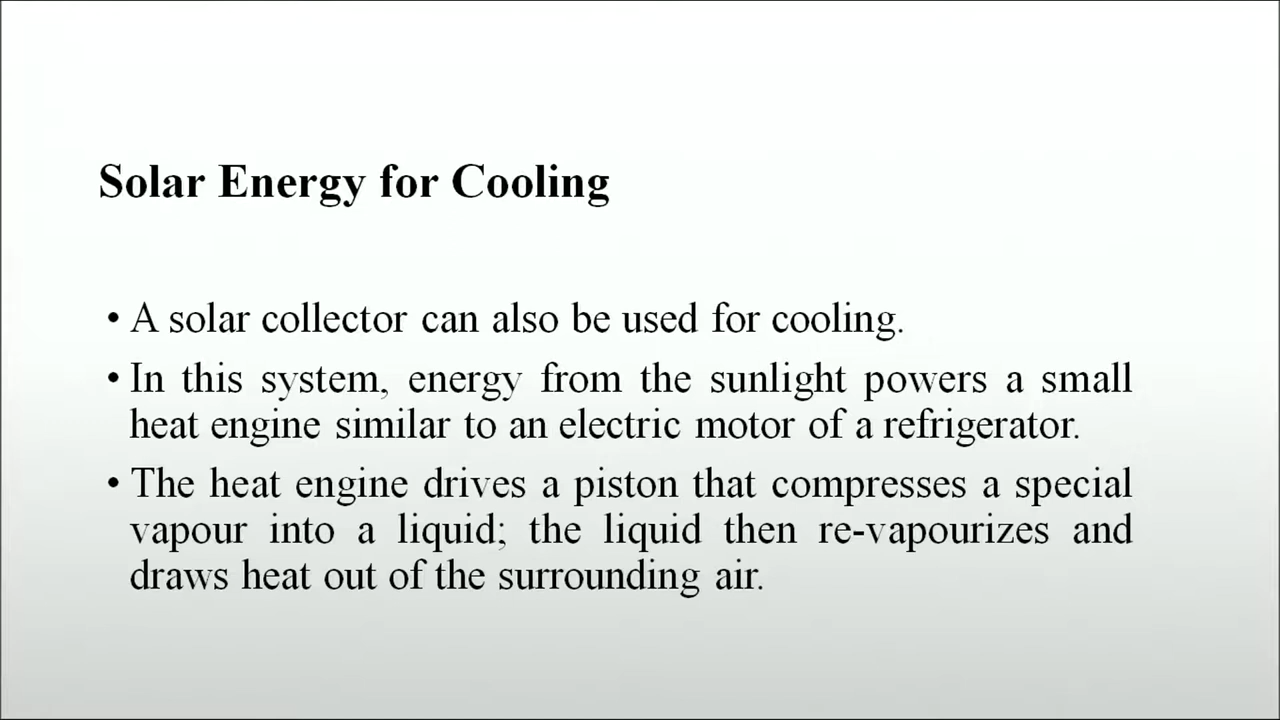 Solar Energy for Cooling
• A solar collector can also be used for cooling.
• In this system, energy from the sunlight powers a small
heat engine similar to an electric motor of a refrigerator.
• The heat engine drives a piston that compresses a special
vapour into a liquid; the liquid then re-vapourizes and
draws heat out of the surrounding air.